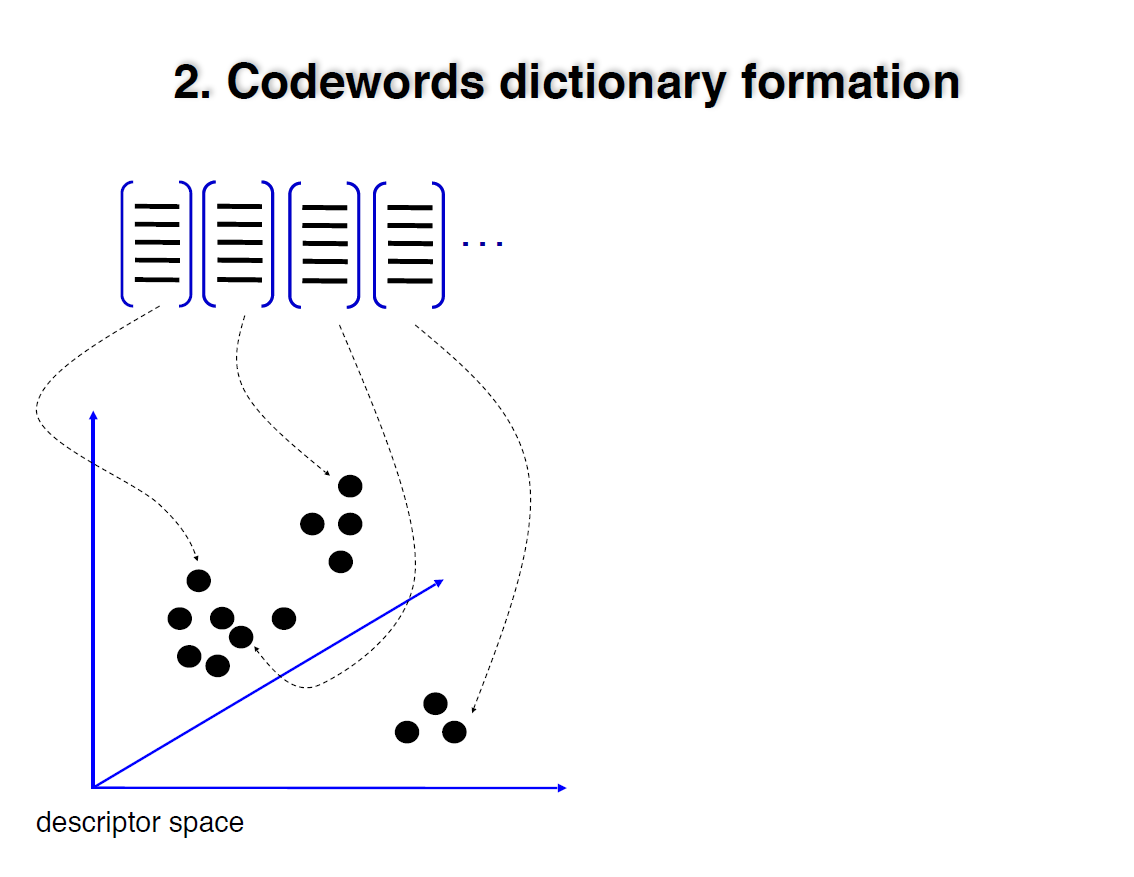 2. Codewords dictionary formation
. . .
descriptor space